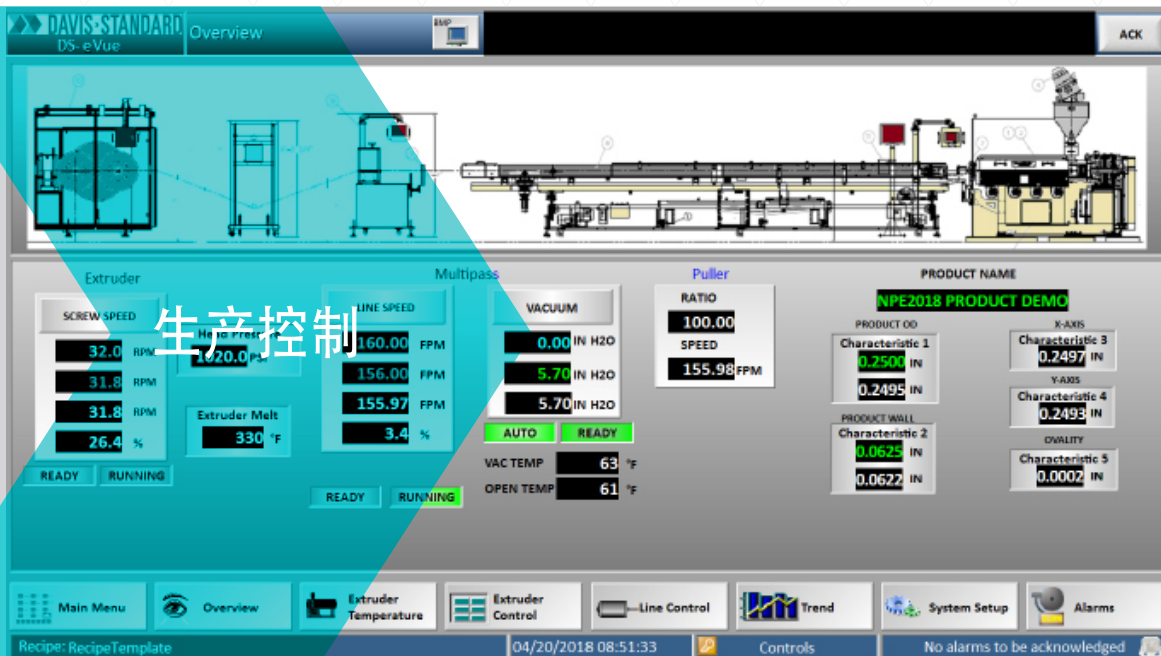 DAVIS-STANDARD
DS-eVue
Overview
BMP
ACK
Extruder
Multipass
Puller
PRODUCT NAME
NPE2018 PRODUCT DEMO
生产控制
SCREW SPEED
32.0 RPM
31.8 RPM
31.8 RPM
26.4 %
READY RUNNING
Head Pressure
1020.0 PSI
Extruder Melt
330 °F
LINE SPEED
160.00 FPM
156.00 FPM
155.97 FPM
3.4 %
READY RUNNING
VACUUM
0.00 IN H2O
5.70 IN H2O
5.70 IN H2O
AUTO READY
VAC TEMP 63 °F
OPEN TEMP 61 °F
RATIO
100.00
SPEED
155.98 FPM
PRODUCT OD
Characteristic 1
0.2500 IN
0.2495 IN
PRODUCT WALL
Characteristic 2
0.0625 IN
0.0622 IN
X-AXIS
Characteristic 3
0.2497 IN
Y-AXIS
Characteristic 4
0.2493 IN
OVALITY
Characteristic 5
0.0002 IN
Main Menu
Overview
Extruder
Temperature
Extruder
Control
Line Control
Trend
System Setup
Alarms
Recipe: RecipeTemplate
04/20/2018 08:51:33
Controls
No alarms to be acknowledged